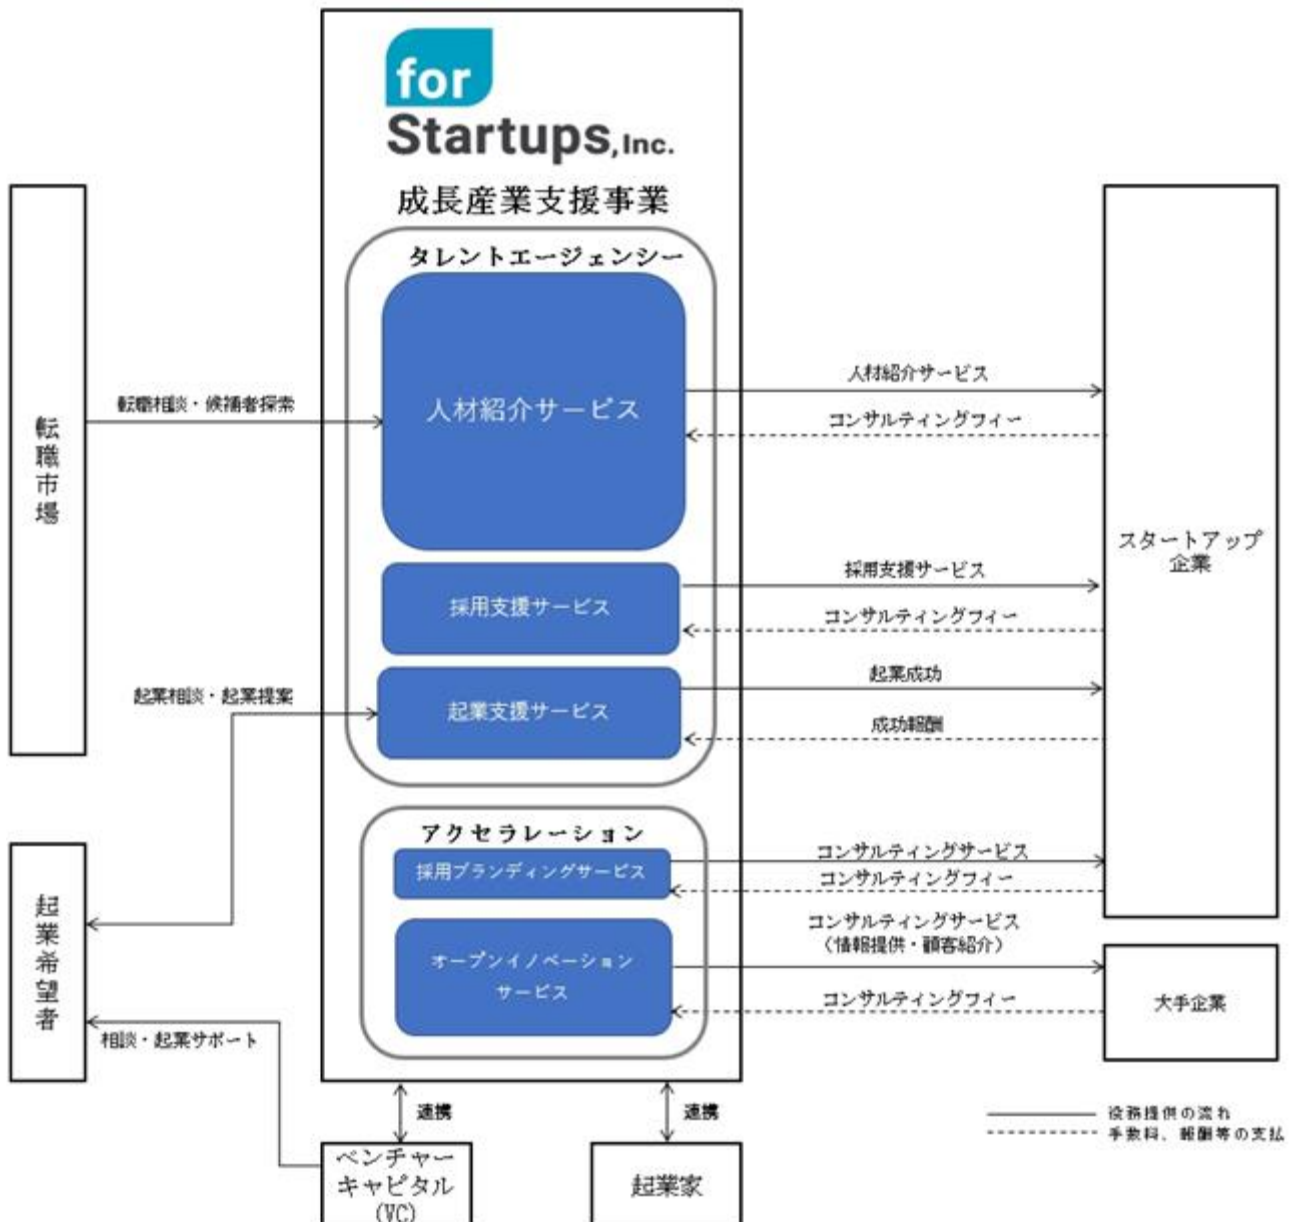 for
Startups, Inc.
成長産業支援事業
タレントエージェンシー
人材紹介サービス
採用支援サービス
起業支援サービス
アクセラレーション
採用ブランディングサービス
オープンイノベーション
サービス
転職市場
転職相談・候補者探索
起業相談・起業提案
起業希望者
相談・起業サポート
人材紹介サービス
コンサルティングフィー
採用支援サービス
コンサルティングフィー
起業成功
成功報酬
コンサルティングサービス
コンサルティングフィー
コンサルティングサービス
(情報提供・顧客紹介)
コンサルティングフィー
スタートアップ
企業
大手企業
連携
連携
ベンチャー
キャピタル
(VC)
起業家
役務提供の流れ
手数料、報酬等の支払